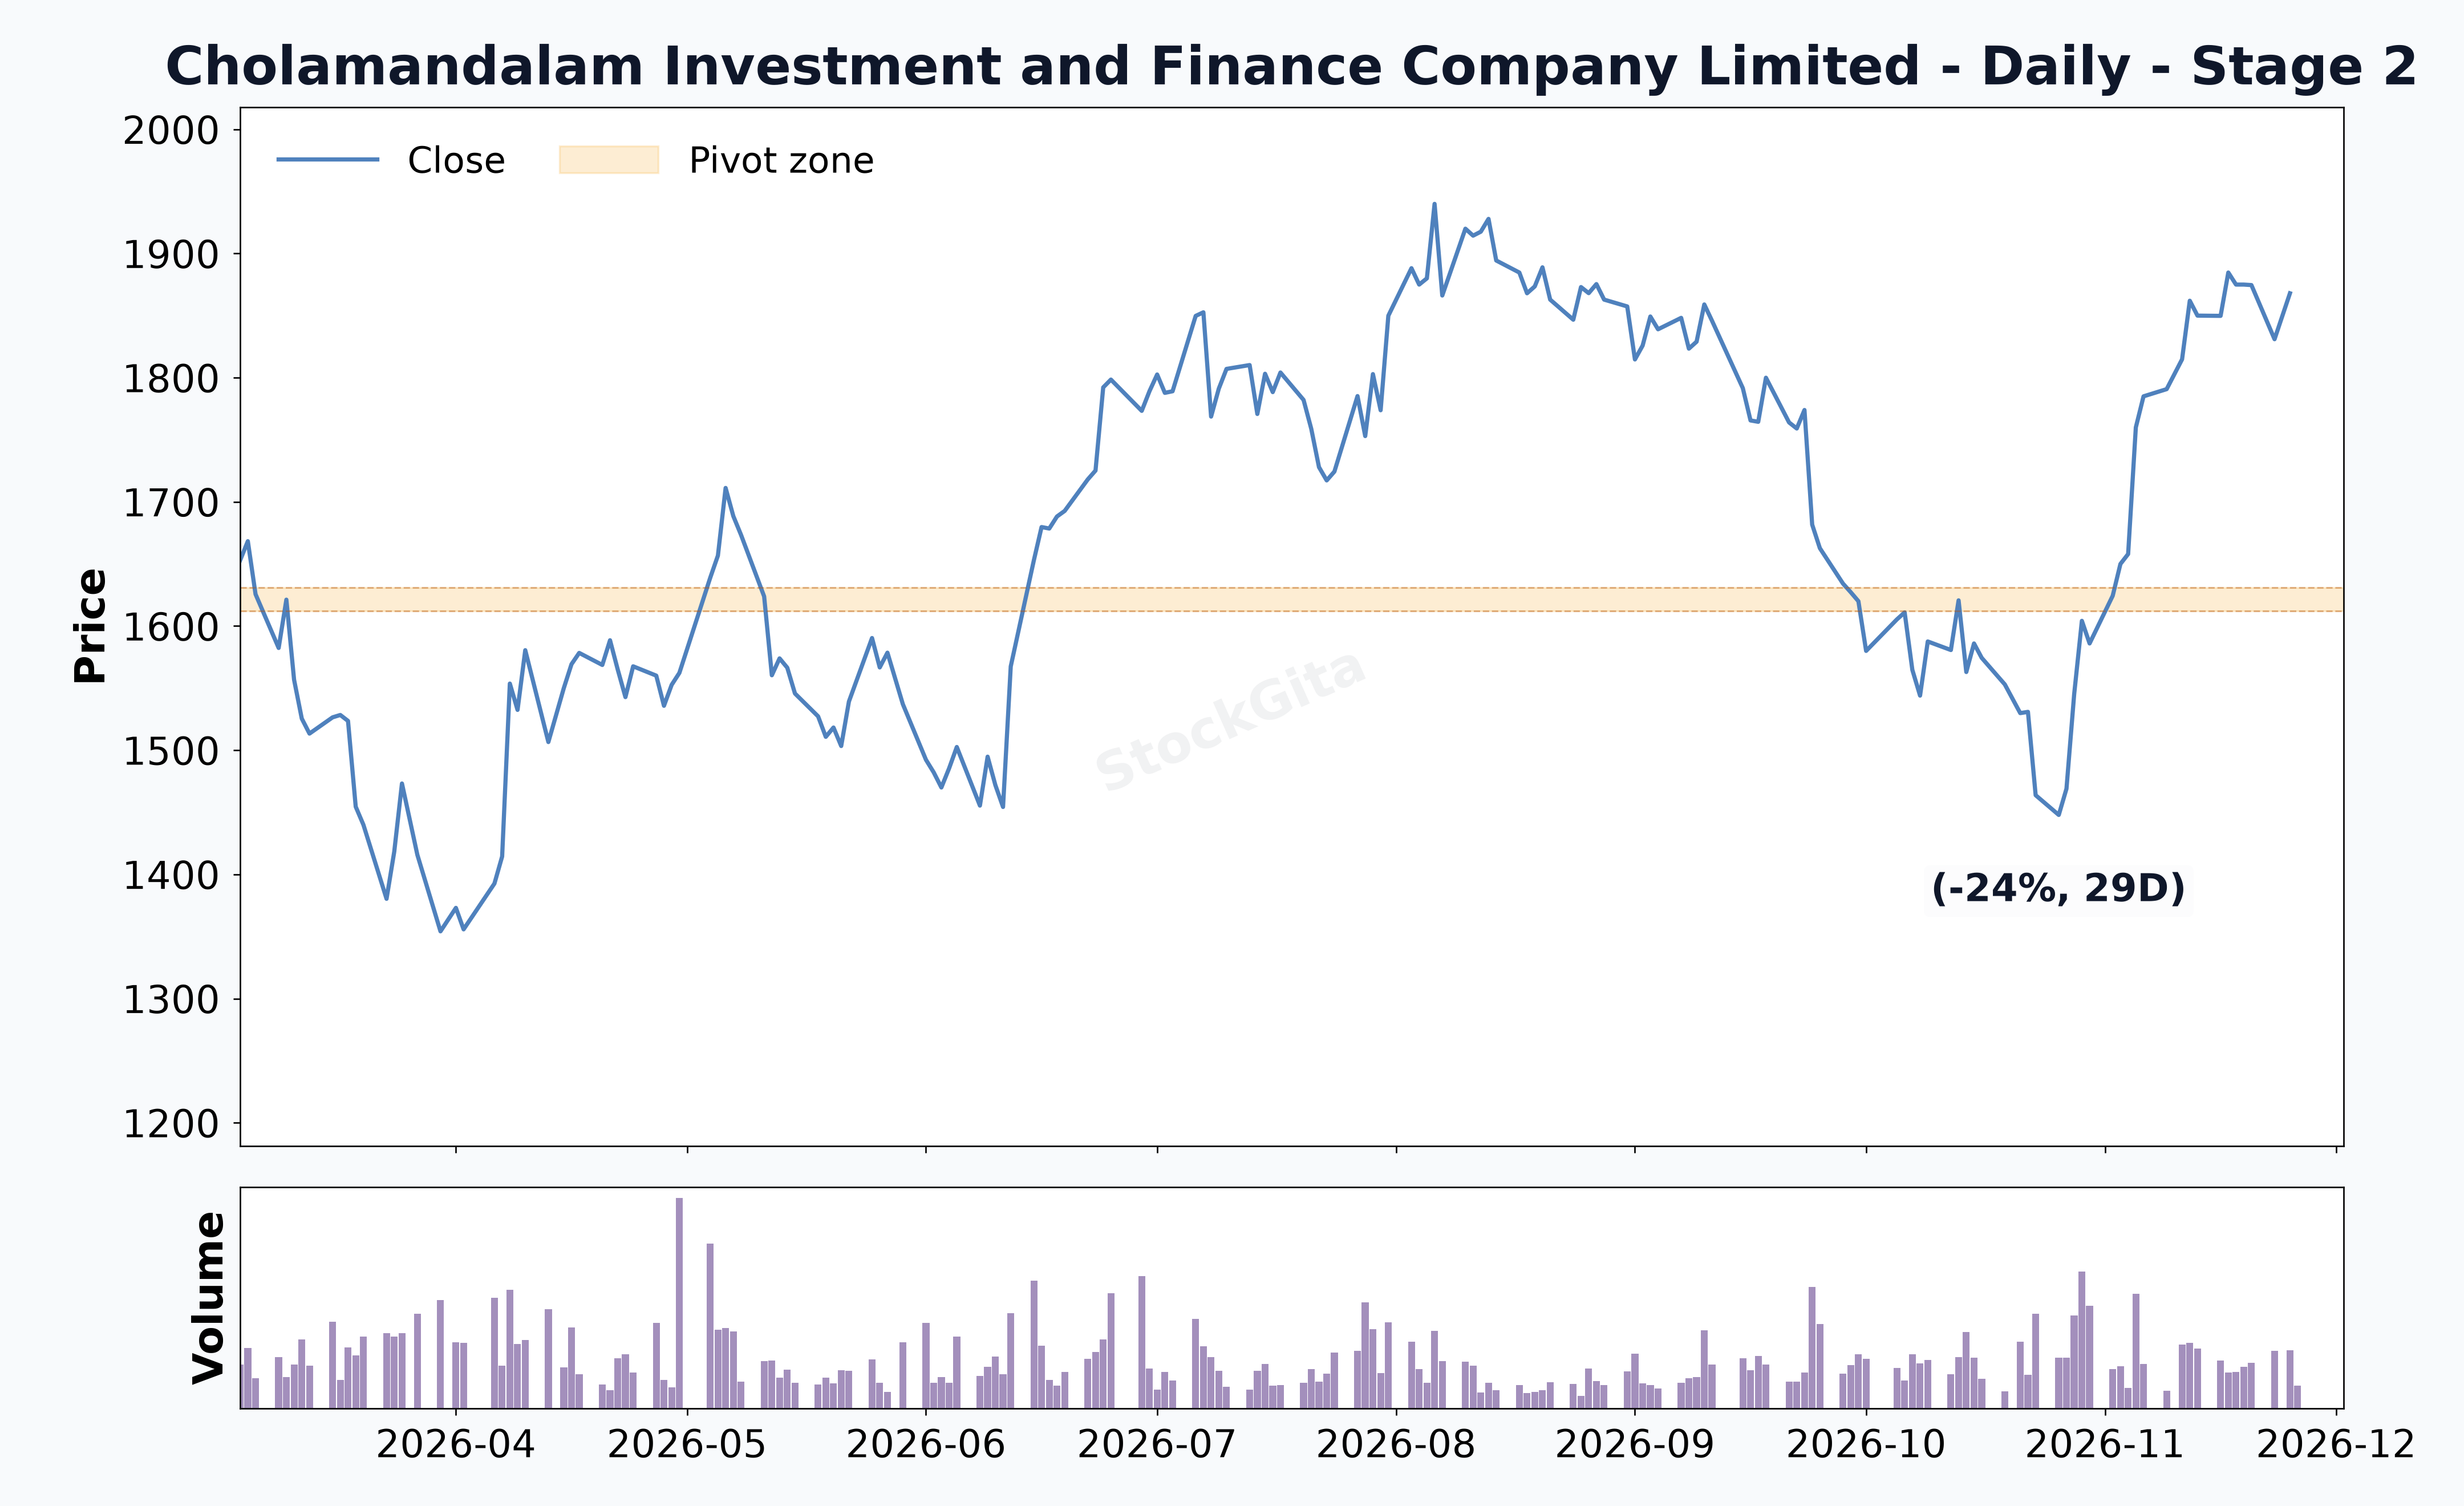 Cholamandalam Investment and Finance Company Limited - Daily - Stage 2
Close
Pivot zone
2000
1900
1800
1700
1600
1500
1400
1300
1200
Price
StockGita
(-24%, 29D)
Volume
2026-04
2026-05
2026-06
2026-07
2026-08
2026-09
2026-10
2026-11
2026-12